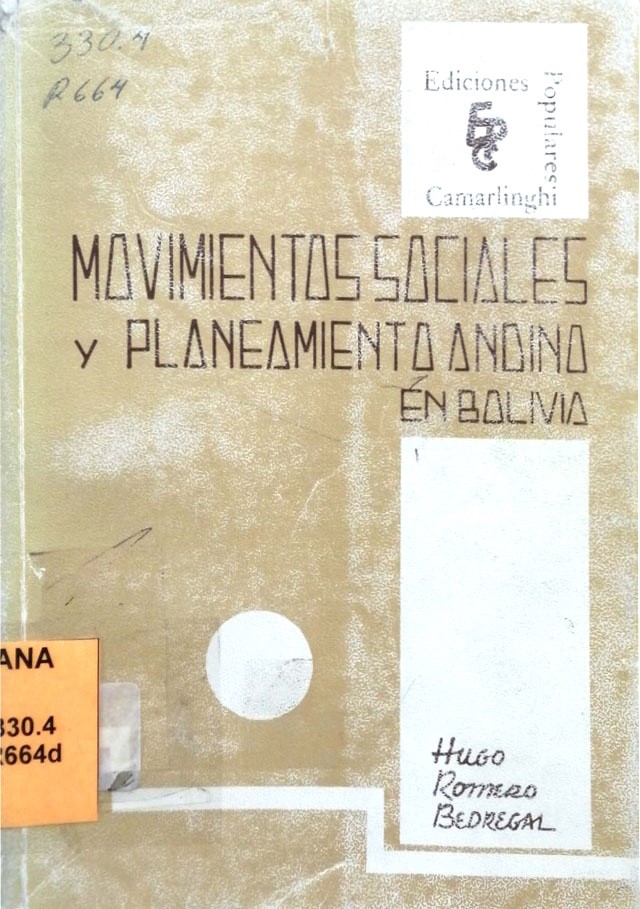 330.4
R664
Ediciones
Populares
EPC
Camarlinghi
MOVIMIENTOS SOCIALES
Y PLANEAMIENTO ANDINO
EN BOLIVIA
ANA
330.4
R664d
HUGO
ROMERO
BEDREGAL